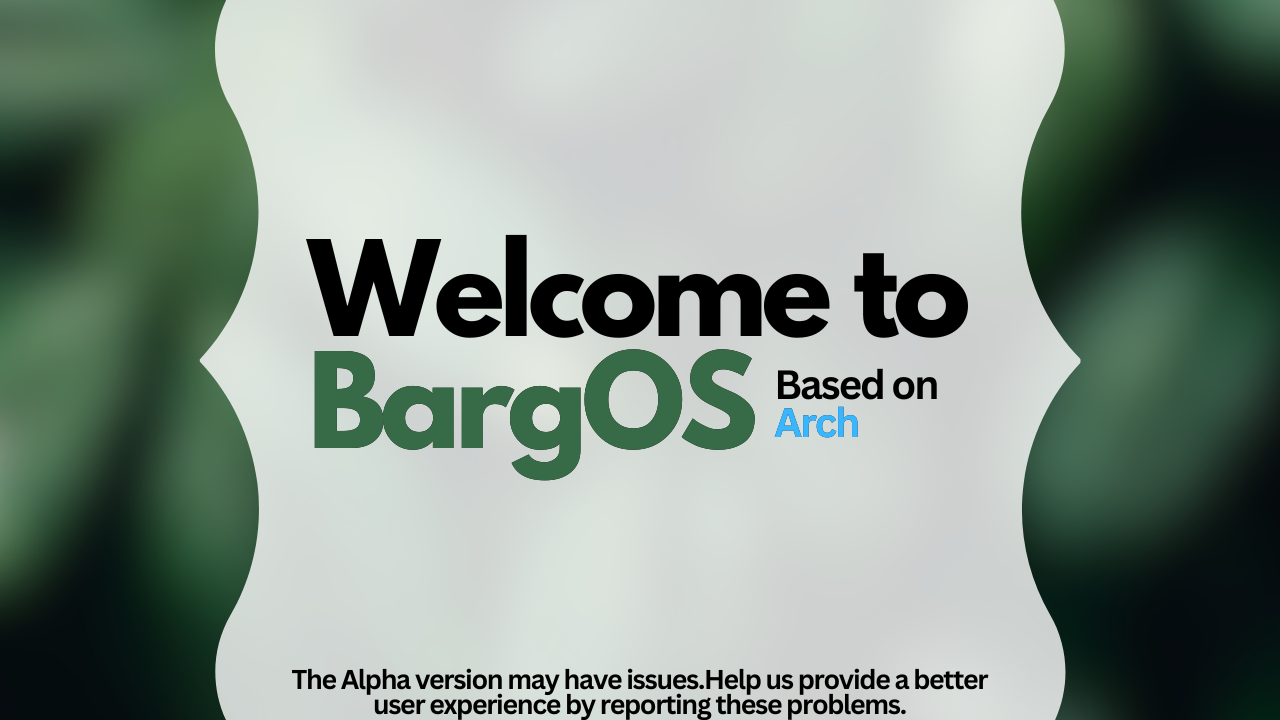 Welcome to
BargOS
Based on
Arch
The Alpha version may have issues.Help us provide a better
user experience by reporting these problems.